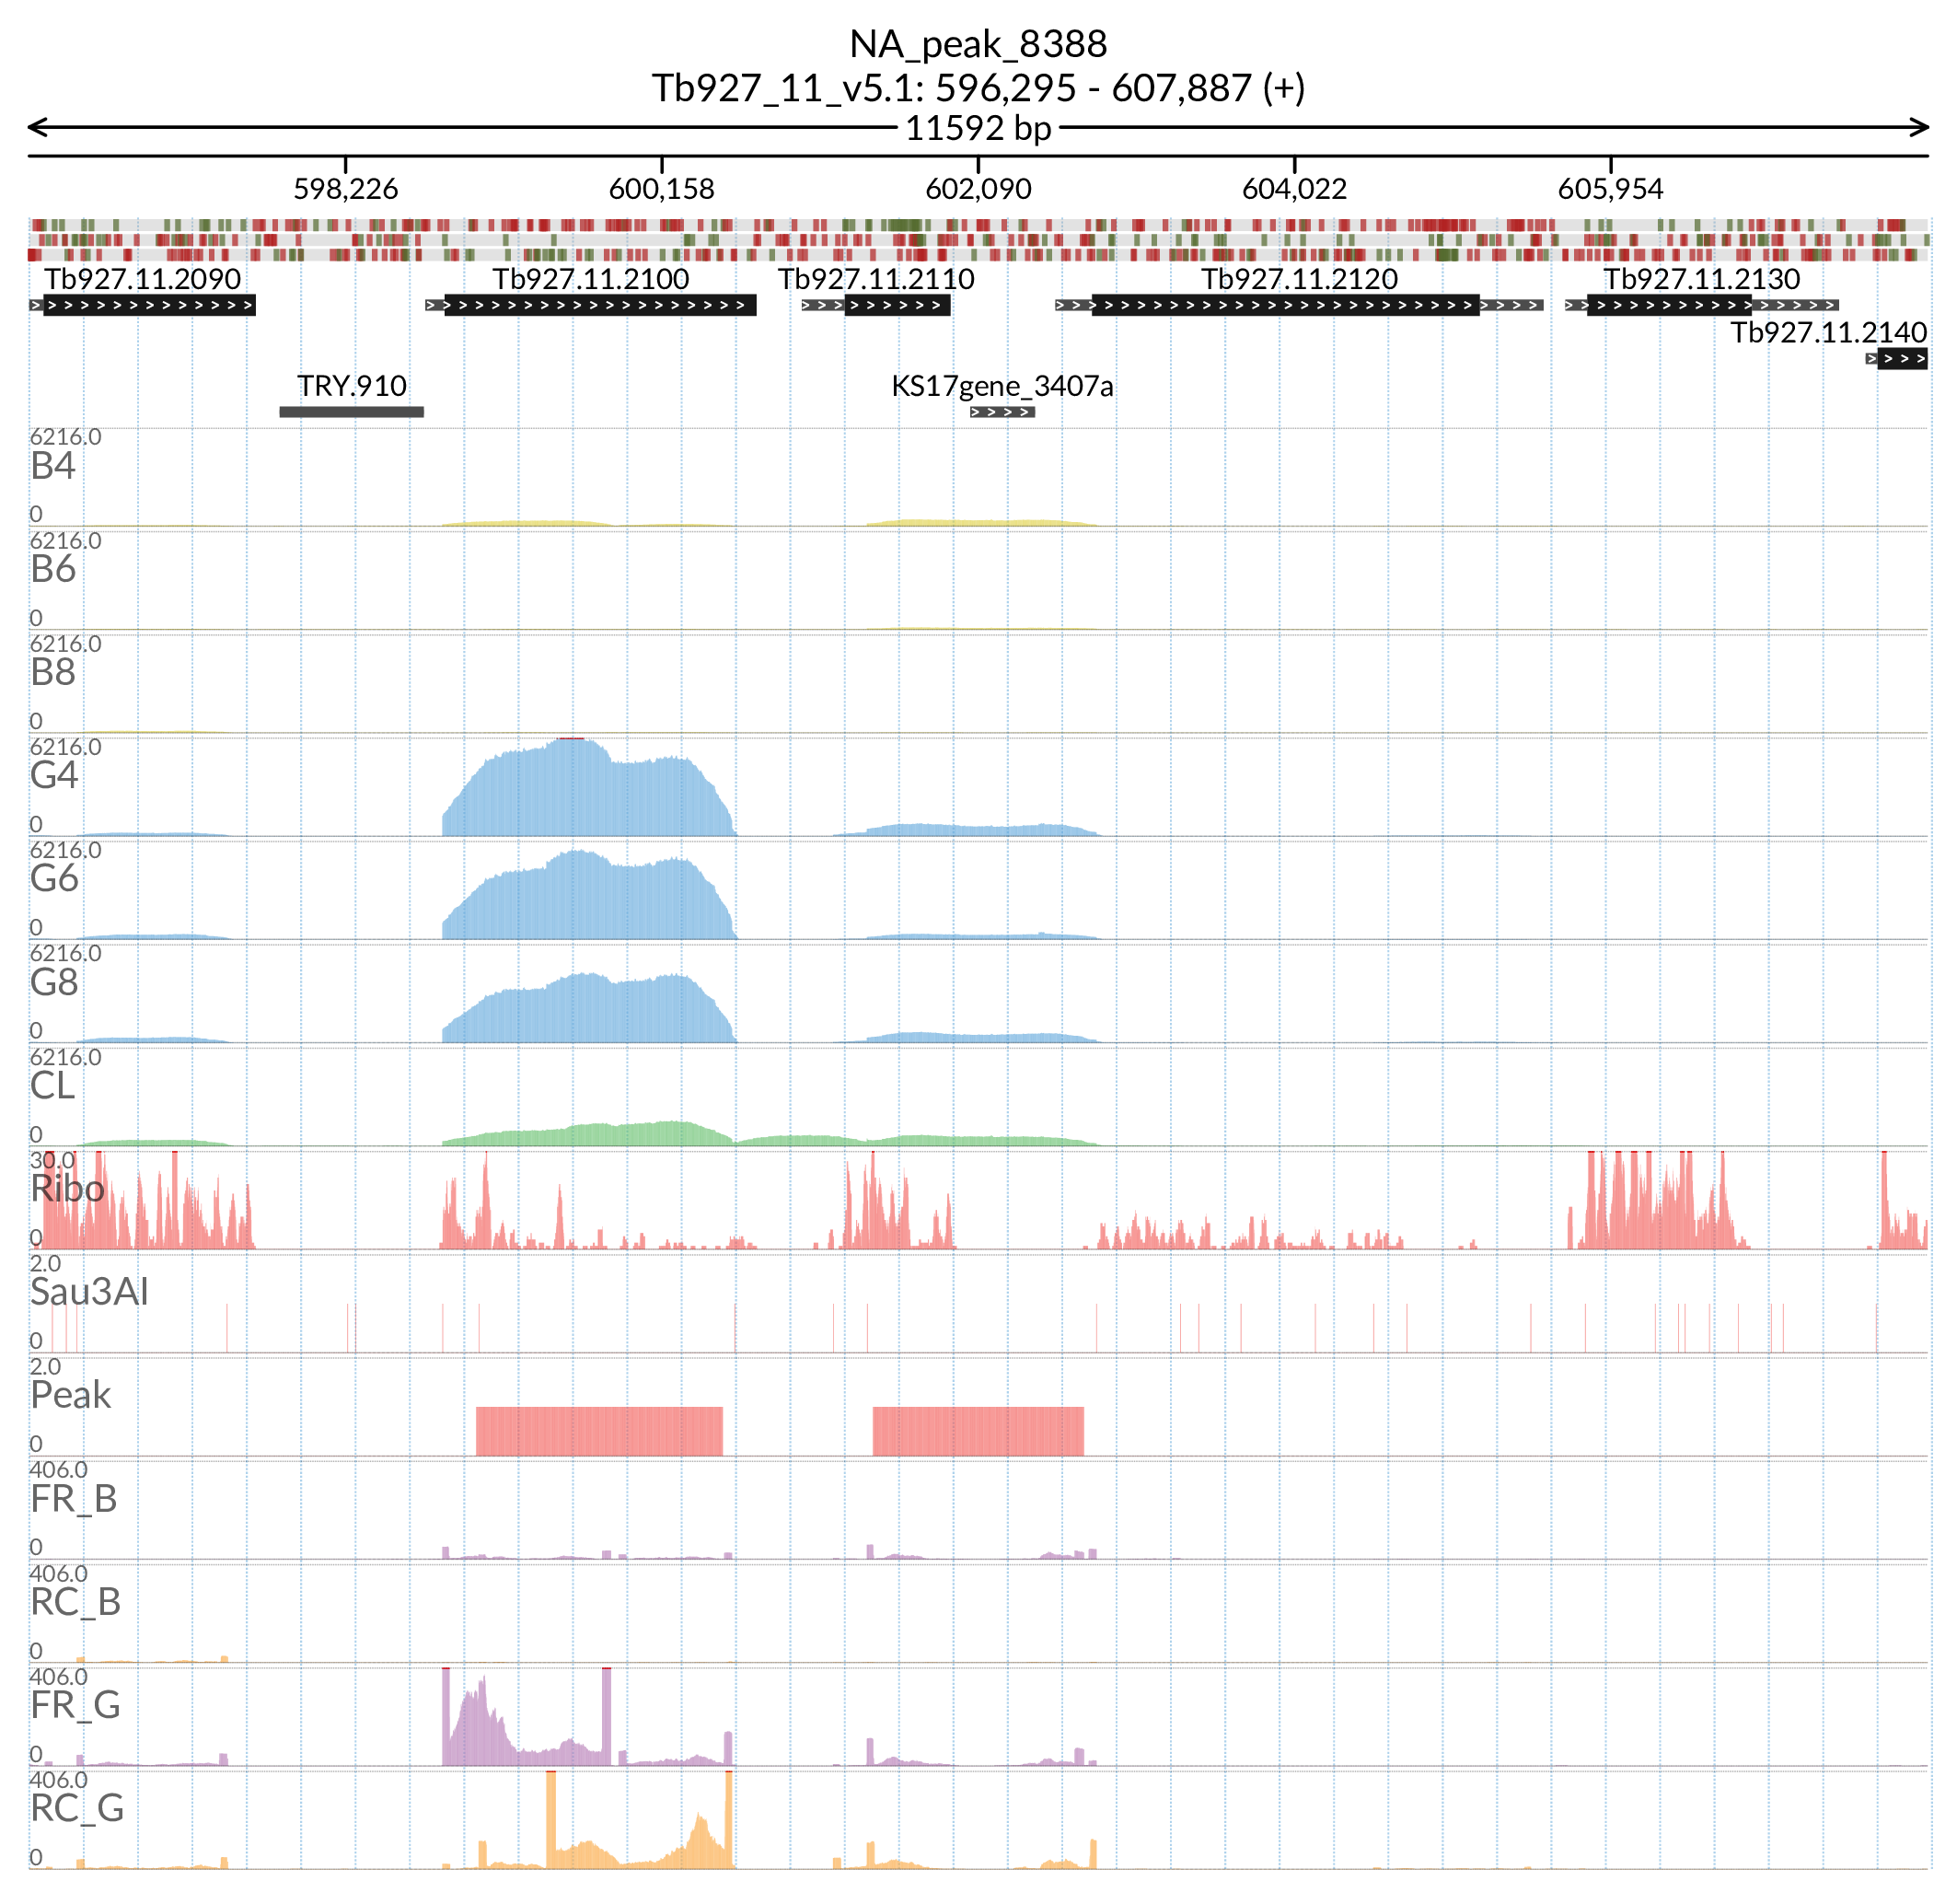 NA_peak_8388
Tb927_11_v5.1: 596,295 - 607,887 (+)
11592 bp
598,226 600,158 602,090 604,022 605,954
Tb927.11.2090 Tb927.11.2100 Tb927.11.2110 Tb927.11.2120 Tb927.11.2130
Tb927.11.2140
TRY.910 KS17gene_3407a
6216.0
B4
0
6216.0
B6
0
6216.0
B8
0
6216.0
G4
0
6216.0
G6
0
6216.0
G8
0
6216.0
CL
0
30.0
Ribo
0
2.0
Sau3AI
0
2.0
Peak
0
406.0
FR_B
0
406.0
RC_B
0
406.0
FR_G
0
406.0
RC_G
0